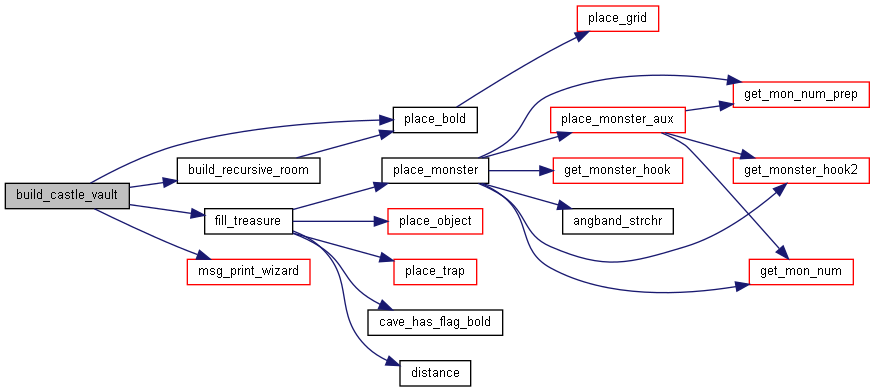 build_castle_vault
build_recursive_room
fill_treasure
msg_print_wizard
place_bold
place_monster
place_object
place_trap
cave_has_flag_bold
distance
place_grid
place_monster_aux
get_monster_hook
angband_strchr
get_mon_num_prep
get_monster_hook2
get_mon_num